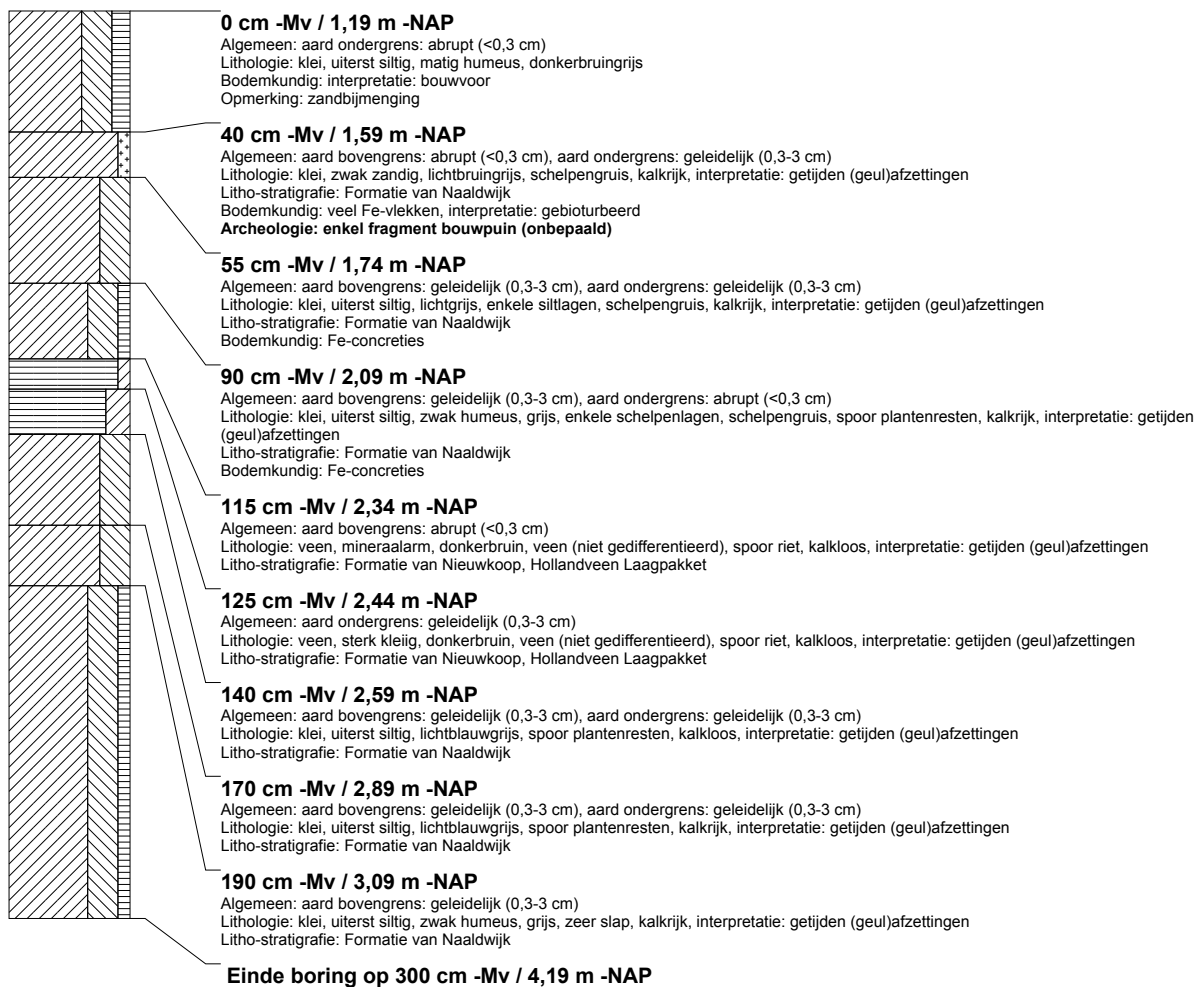 0 cm -Mv / 1,19 m -NAP
Algemeen: aard ondergrens: abrupt (<0,3 cm)
Lithologie: klei, uiterst siltig, matig humeus, donkerbruingrijs
Bodemkundig: interpretatie: bouwvoor
Opmerking: zandbijmenging
40 cm -Mv / 1,59 m -NAP
Algemeen: aard bovengrens: abrupt (<0,3 cm), aard ondergrens: geleidelijk (0,3-3 cm)
Lithologie: klei, zwak zandig, lichtbruingrijs, schelpengruis, kalkrijk, interpretatie: getijden (geul)afzettingen
Litho-stratigrafie: Formatie van Naaldwijk
Bodemkundig: veel Fe-vlekken, interpretatie: gebioturbeerd
Archeologie: enkel fragment bouwpuin (onbepaald)
55 cm -Mv / 1,74 m -NAP
Algemeen: aard bovengrens: geleidelijk (0,3-3 cm), aard ondergrens: geleidelijk (0,3-3 cm)
Lithologie: klei, uiterst siltig, lichtgrijs, enkele siltlagen, schelpengruis, kalkrijk, interpretatie: getijden (geul)afzettingen
Litho-stratigrafie: Formatie van Naaldwijk
Bodemkundig: Fe-concreties
90 cm -Mv / 2,09 m -NAP
Algemeen: aard bovengrens: geleidelijk (0,3-3 cm), aard ondergrens: abrupt (<0,3 cm)
Lithologie: klei, uiterst siltig, zwak humeus, grijs, enkele schelpenlagen, schelpengruis, spoor plantenresten, kalkrijk, interpretatie: getijden
(geul)afzettingen
Litho-stratigrafie: Formatie van Naaldwijk
Bodemkundig: Fe-concreties
115 cm -Mv / 2,34 m -NAP
Algemeen: aard bovengrens: abrupt (<0,3 cm)
Lithologie: veen, mineraalarm, donkerbruin, veen (niet gedifferentieerd), spoor riet, kalkloos, interpretatie: getijden (geul)afzettingen
Litho-stratigrafie: Formatie van Nieuwkoop, Hollandveen Laagpakket
125 cm -Mv / 2,44 m -NAP
Algemeen: aard ondergrens: geleidelijk (0,3-3 cm)
Lithologie: veen, sterk kleiig, donkerbruin, veen (niet gedifferentieerd), spoor riet, kalkloos, interpretatie: getijden (geul)afzettingen
Litho-stratigrafie: Formatie van Nieuwkoop, Hollandveen Laagpakket
140 cm -Mv / 2,59 m -NAP
Algemeen: aard bovengrens: geleidelijk (0,3-3 cm), aard ondergrens: geleidelijk (0,3-3 cm)
Lithologie: klei, uiterst siltig, lichtblauwgrijs, spoor plantenresten, kalkloos, interpretatie: getijden (geul)afzettingen
Litho-stratigrafie: Formatie van Naaldwijk
170 cm -Mv / 2,89 m -NAP
Algemeen: aard bovengrens: geleidelijk (0,3-3 cm), aard ondergrens: geleidelijk (0,3-3 cm)
Lithologie: klei, uiterst siltig, lichtblauwgrijs, spoor plantenresten, kalkrijk, interpretatie: getijden (geul)afzettingen
Litho-stratigrafie: Formatie van Naaldwijk
190 cm -Mv / 3,09 m -NAP
Algemeen: aard bovengrens: geleidelijk (0,3-3 cm)
Lithologie: klei, uiterst siltig, zwak humeus, grijs, zeer slap, kalkrijk, interpretatie: getijden (geul)afzettingen
Litho-stratigrafie: Formatie van Naaldwijk
Einde boring op 300 cm -Mv / 4,19 m -NAP